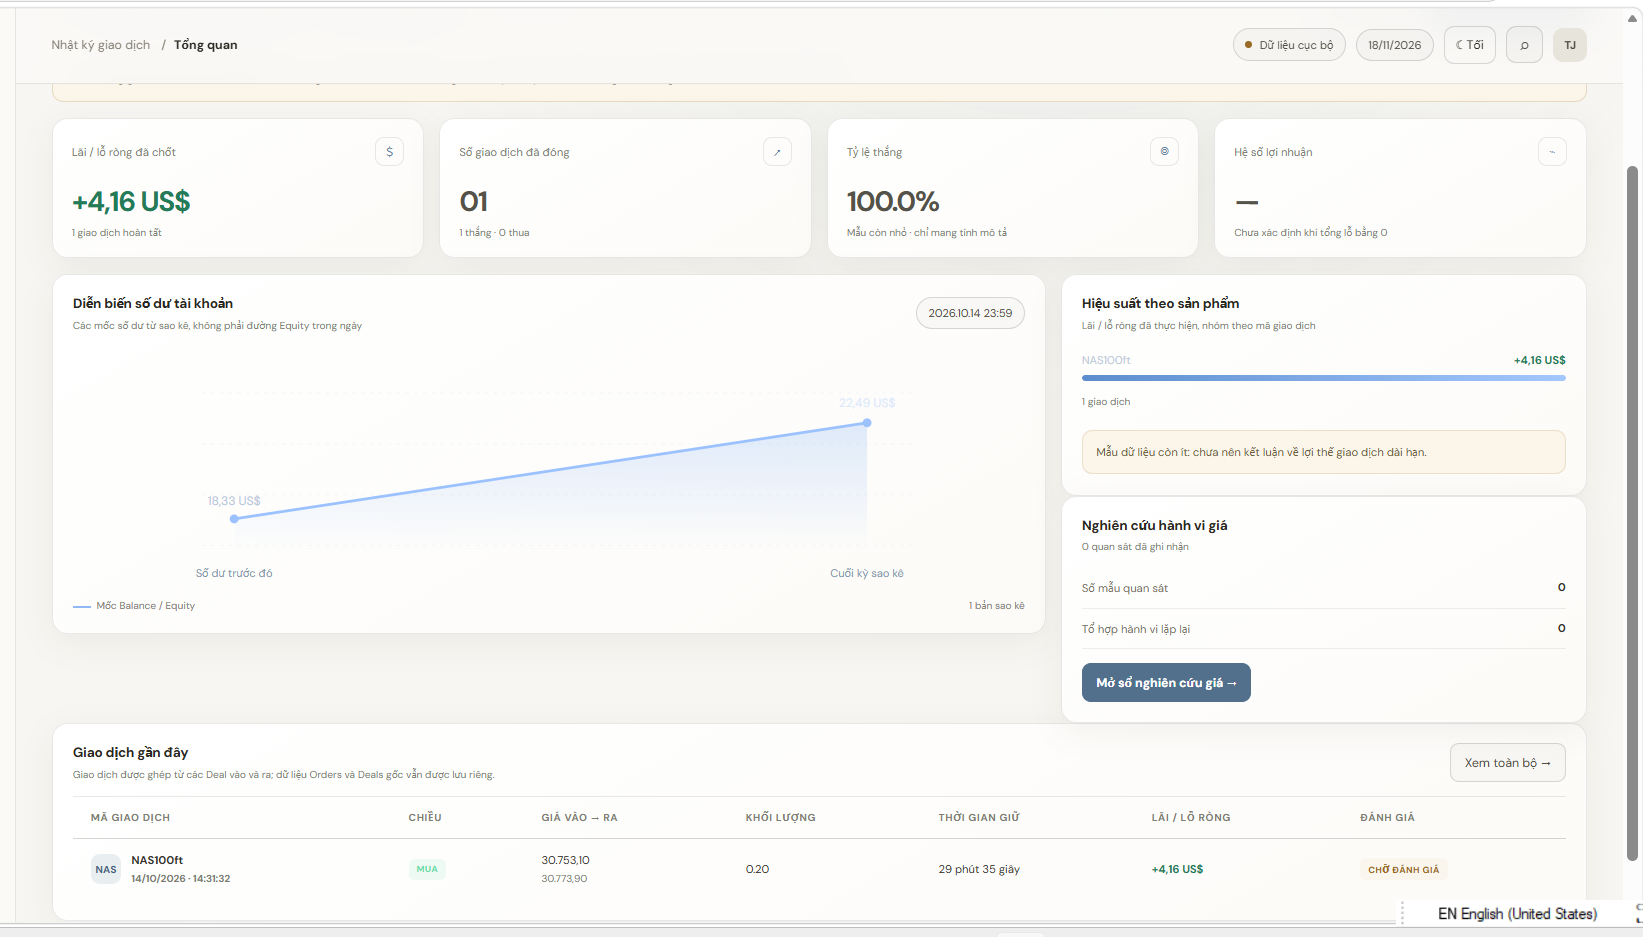 Nhật ký giao dịch / Tổng quan
Dữ liệu cục bộ
18/11/2026
Tối
TJ
Lãi / lỗ ròng đã chốt
$
+4,16 US$
1 giao dịch hoàn tất
Số giao dịch đã đóng
01
1 thắng · 0 thua
Tỷ lệ thắng
100.0%
Mẫu còn nhỏ · chỉ mang tính mô tả
Hệ số lợi nhuận
—
Chưa xác định khi tổng lỗ bằng 0
Diễn biến số dư tài khoản
Các mốc số dư từ sao kê, không phải đường Equity trong ngày
2026.10.14 23:59
22,49 US$
18,33 US$
Số dư trước đó
Cuối kỳ sao kê
Mốc Balance / Equity
1 bản sao kê
Hiệu suất theo sản phẩm
Lãi / lỗ ròng đã thực hiện, nhóm theo mã giao dịch
NAS100ft
+4,16 US$
1 giao dịch
Mẫu dữ liệu còn ít: chưa nên kết luận về lợi thế giao dịch dài hạn.
Nghiên cứu hành vi giá
0 quan sát đã ghi nhận
Số mẫu quan sát 0
Tổ hợp hành vi lặp lại 0
Mở sổ nghiên cứu giá →
Giao dịch gần đây
Giao dịch được ghép từ các Deal vào và ra; dữ liệu Orders và Deals gốc vẫn được lưu riêng.
Xem toàn bộ →
MÃ GIAO DỊCH CHIỀU GIÁ VÀO → RA KHỐI LƯỢNG THỜI GIAN GIỮ LÃI / LỖ RÒNG ĐÁNH GIÁ
NAS
NAS100ft
14/10/2026 · 14:31:32
MUA
30.753,10
30.773,90
0.20
29 phút 35 giây
+4,16 US$
CHỜ ĐÁNH GIÁ
EN English (United States)